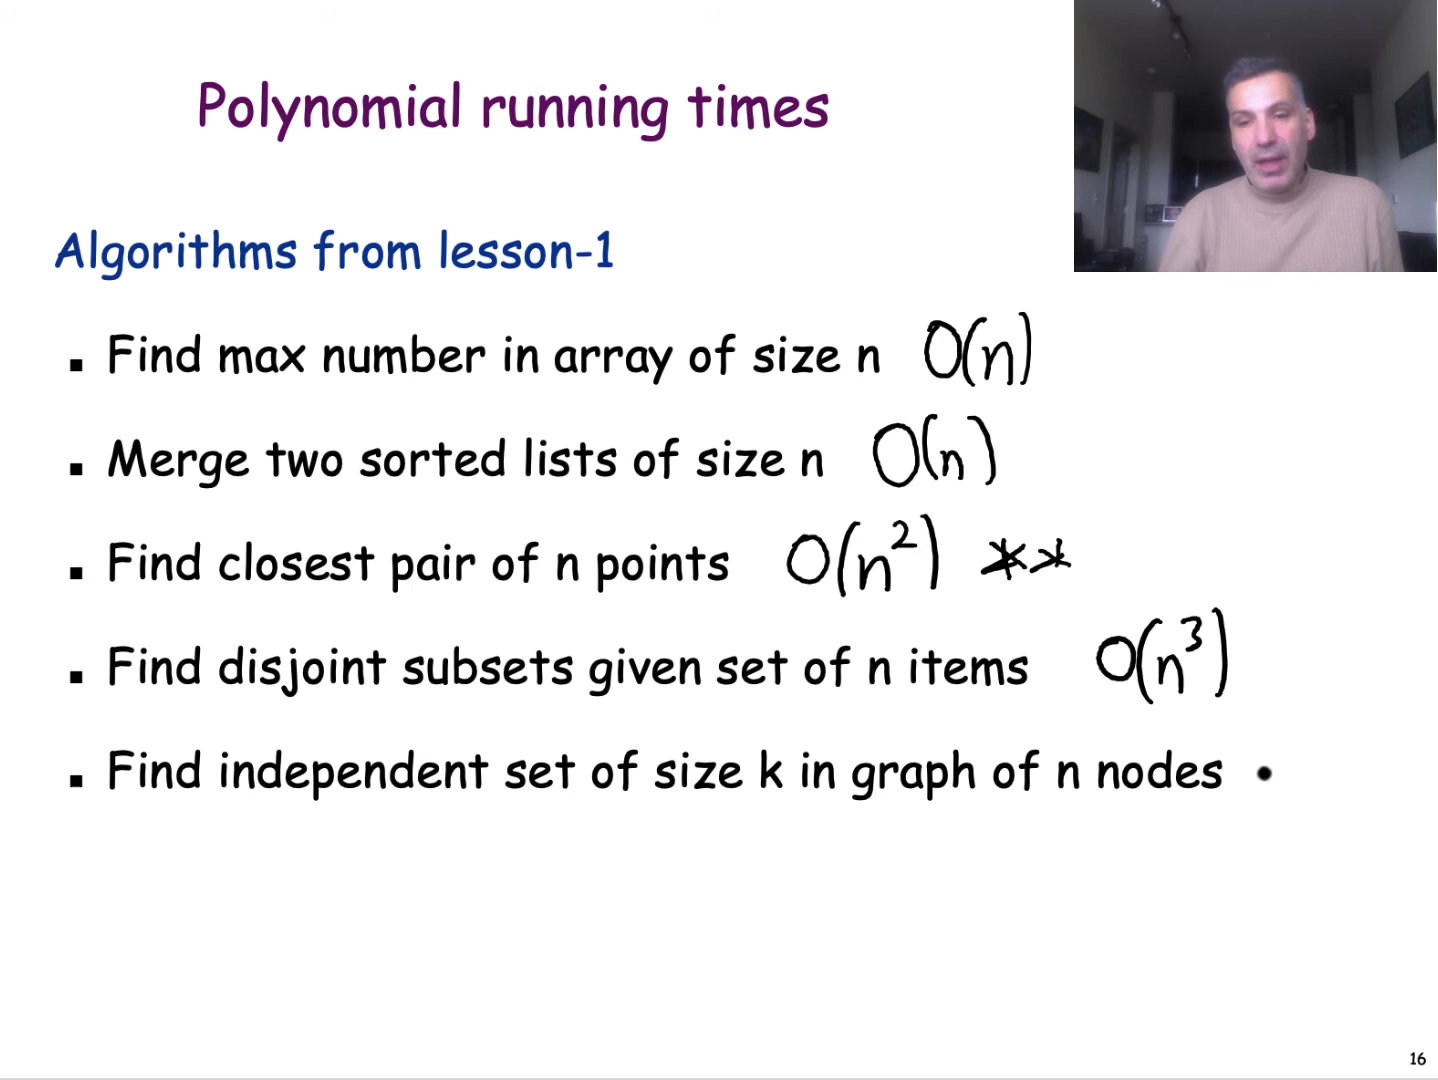 Polynomial running times
Algorithms from lesson-1
▪ Find max number in array of size n O(n)
▪ Merge two sorted lists of size n O(n)
▪ Find closest pair of n points O(n²) **
▪ Find disjoint subsets given set of n items O(n³)
▪ Find independent set of size k in graph of n nodes
16